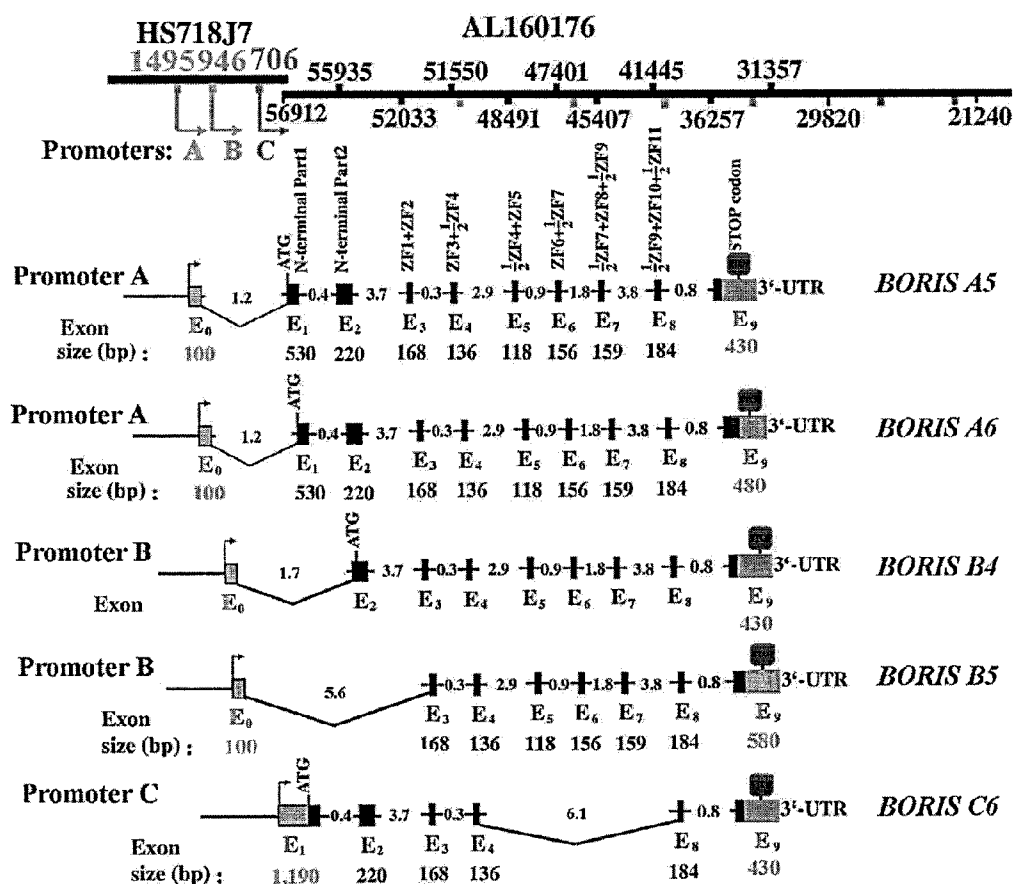 HS718J7 AL160176
1495 946 706 55935 51550 47401 41445 31357
56912 52033 48491 45407 36257 29820 21240
Promoters: A B C
N-terminal Part1
N-terminal Part2
ZF1+ZF2
ZF3+½ZF4
½ZF4+ZF5
ZF6+½ZF7
½ZF7+ZF8+½ZF9
½ZF9+ZF10+½ZF11
STOP codon
ATG
Promoter A 1.2 0.4 3.7 0.3 2.9 0.9 1.8 3.8 0.8 3‘-UTR BORIS A5
Exon E₀ E₁ E₂ E₃ E₄ E₅ E₆ E₇ E₈ E₉
size (bp) : 100 530 220 168 136 118 156 159 184 430
ATG
Promoter A 1.2 0.4 3.7 0.3 2.9 0.9 1.8 3.8 0.8 3‘-UTR BORIS A6
Exon E₀ E₁ E₂ E₃ E₄ E₅ E₆ E₇ E₈ E₉
size (bp) : 100 530 220 168 136 118 156 159 184 480
ATG
Promoter B 1.7 3.7 0.3 2.9 0.9 1.8 3.8 0.8 3‘-UTR BORIS B4
Exon E₀ E₂ E₃ E₄ E₅ E₆ E₇ E₈ E₉
430
Promoter B 5.6 0.3 2.9 0.9 1.8 3.8 0.8 3‘-UTR BORIS B5
Exon E₀ E₃ E₄ E₅ E₆ E₇ E₈ E₉
size (bp) : 100 168 136 118 156 159 184 580
ATG
Promoter C 0.4 3.7 0.3 6.1 0.8 3‘-UTR BORIS C6
Exon E₁ E₂ E₃ E₄ E₈ E₉
size (bp) : 1,190 220 168 136 184 430